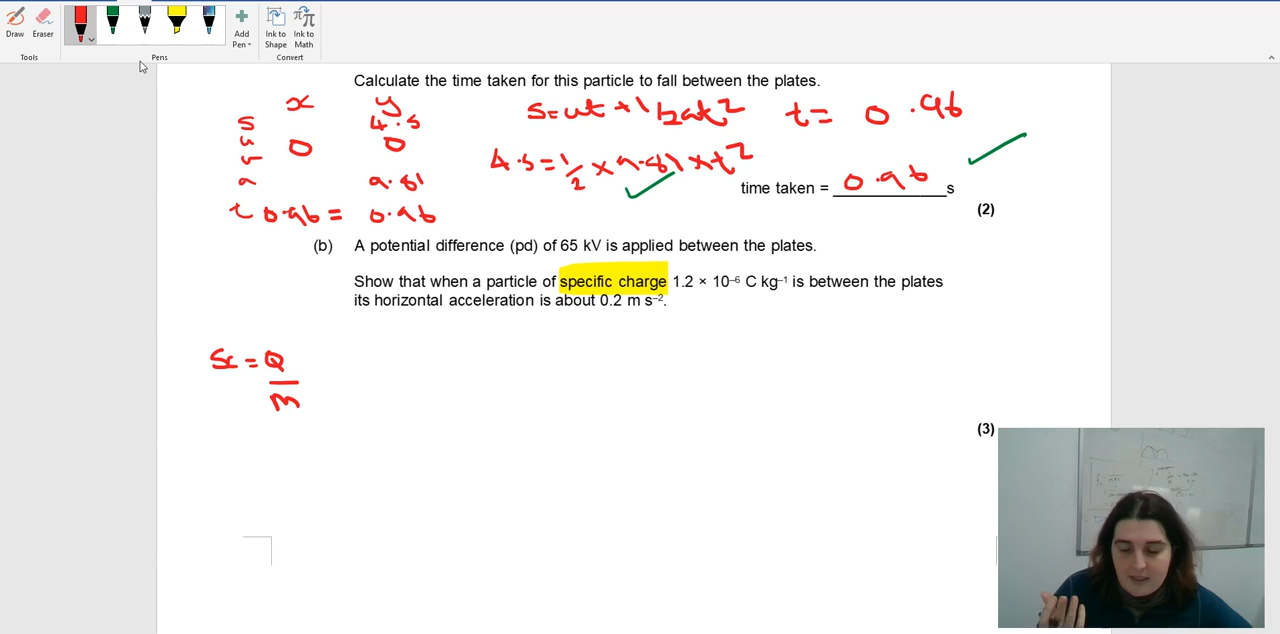 Draw
Eraser
Add Pen
Ink to Shape
Ink to Math
Tools
Pens
Convert
Calculate the time taken for this particle to fall between the plates.
x y
s 4.5
u 0 0
v
a 9.81
t 0.96 = 0.96
s=ut+1/2at² t= 0.96
4.5=1/2 × 9.81 × t²
time taken = 0.96 s
(2)
(b) A potential difference (pd) of 65 kV is applied between the plates.
Show that when a particle of specific charge 1.2 × 10⁻⁶ C kg⁻¹ is between the plates
its horizontal acceleration is about 0.2 m s⁻².
Sc = Q
m
(3)